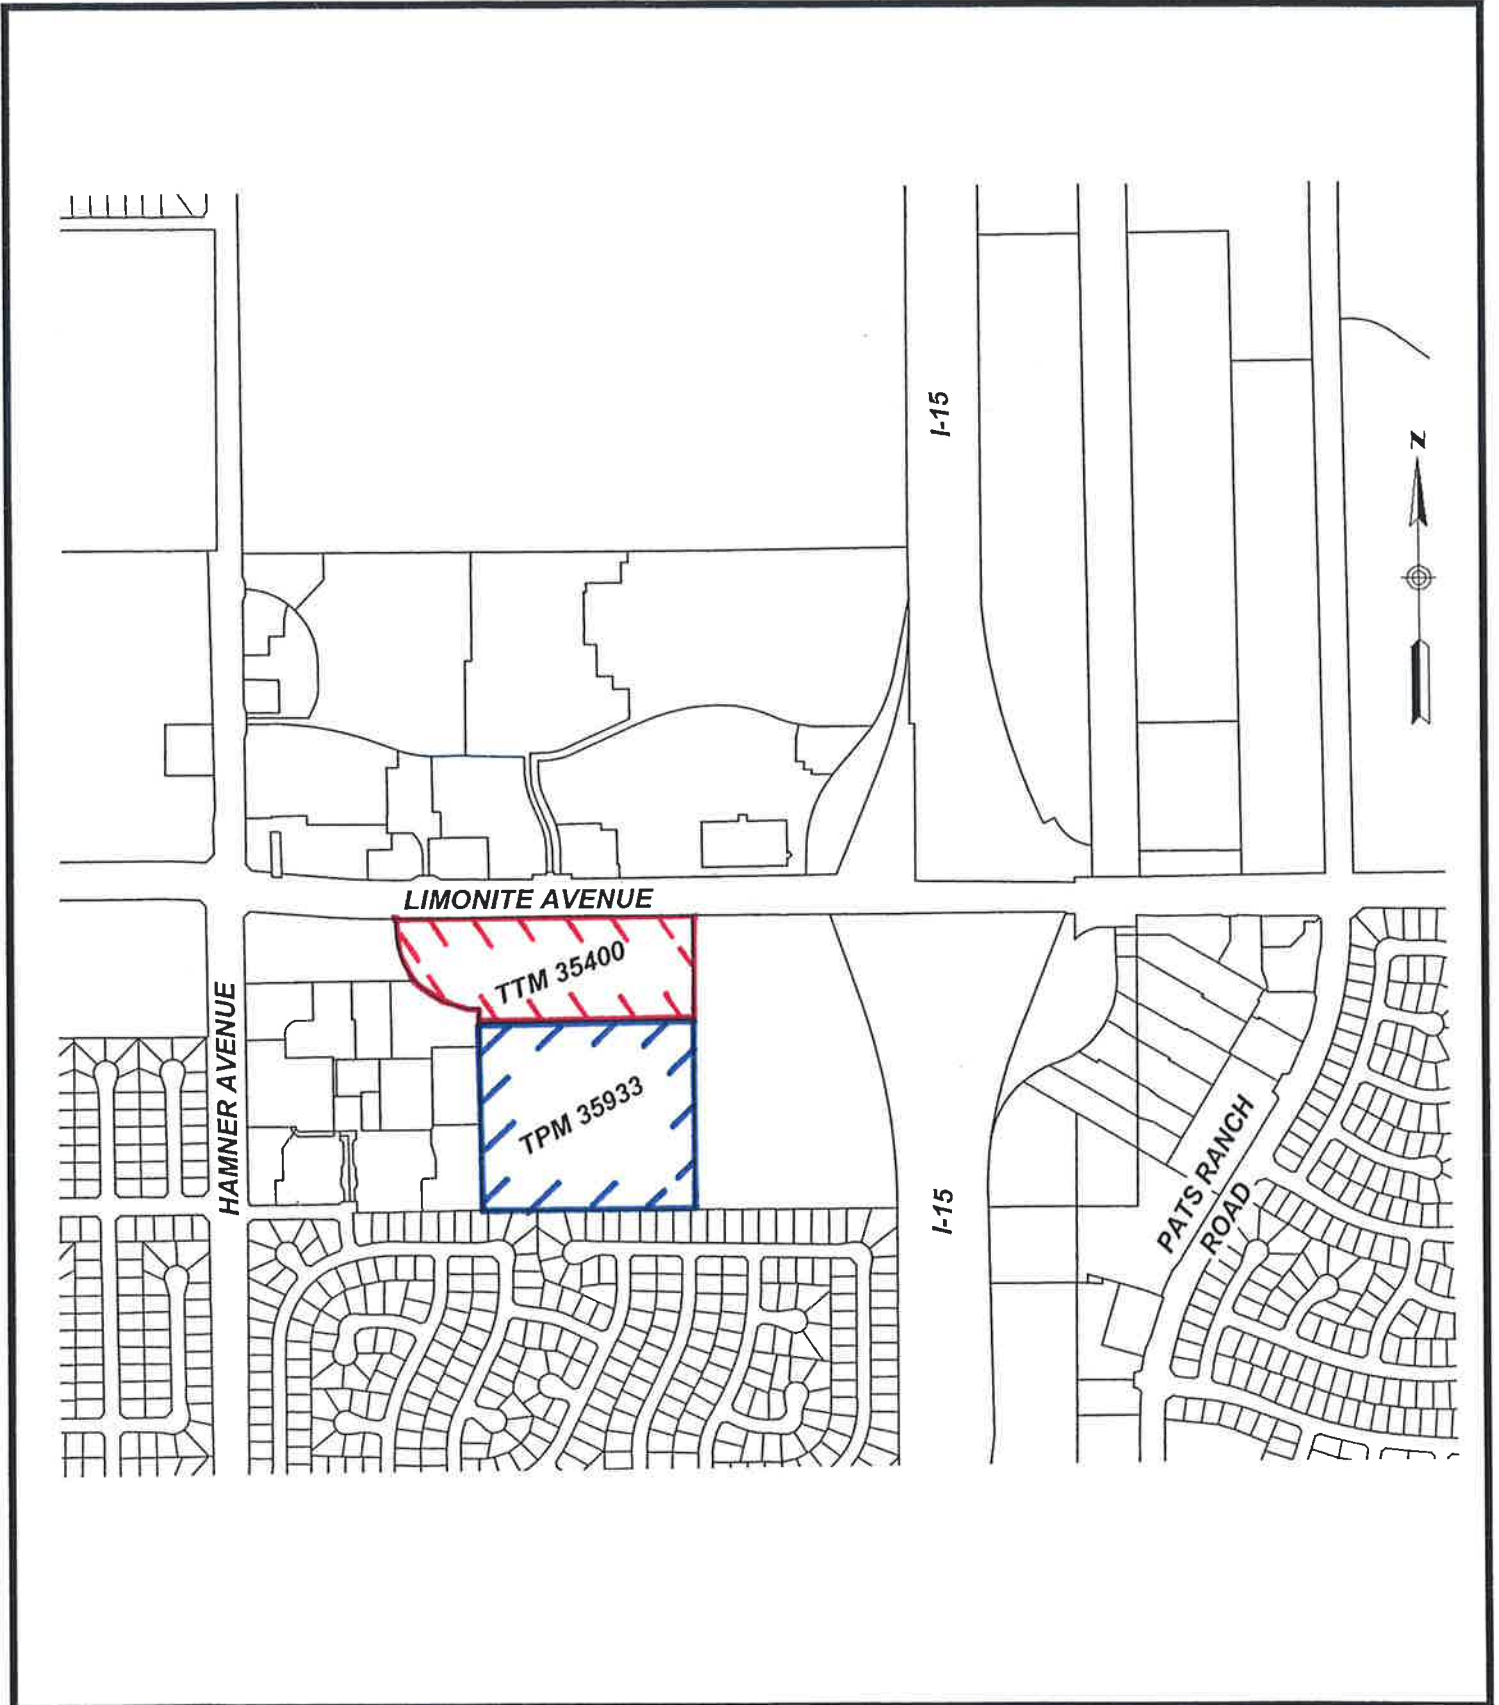 I-15
N
LIMONITE AVENUE
TTM 35400
HAMNER AVENUE
TPM 35933
PATS RANCH
ROAD
I-15